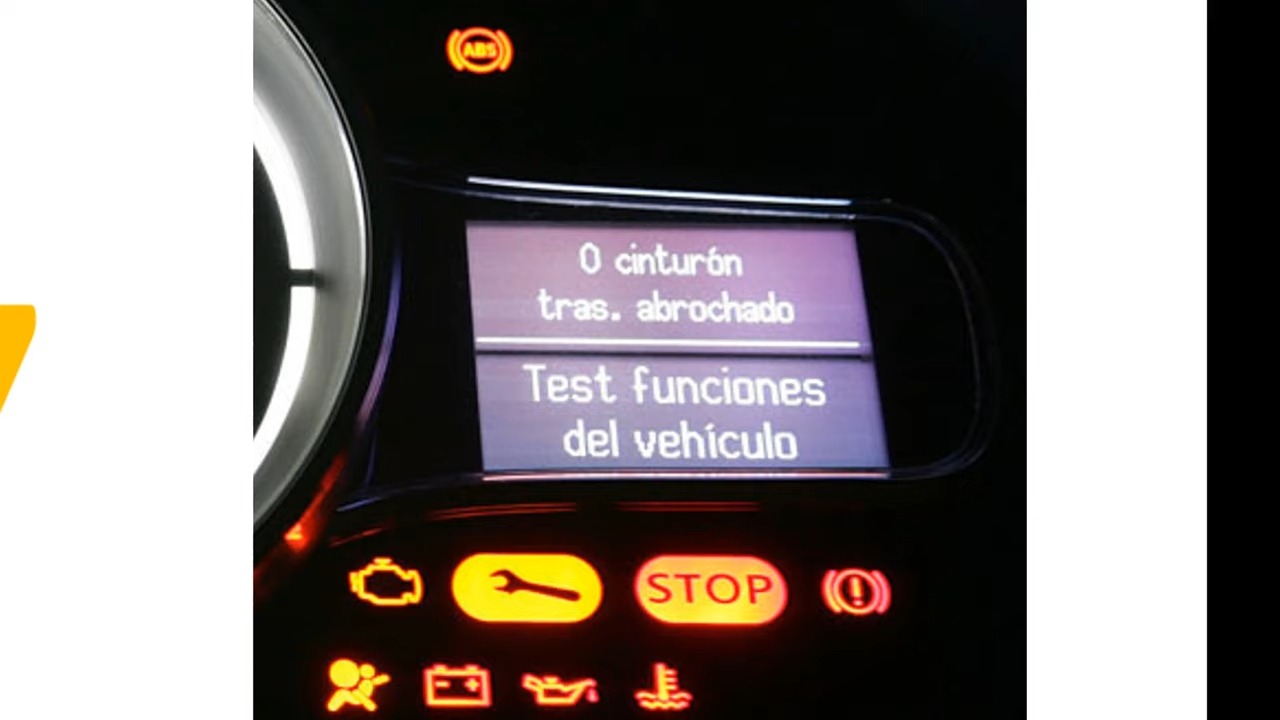 ABS
0 cinturón
tras. abrochado
Test funciones
del vehículo
STOP